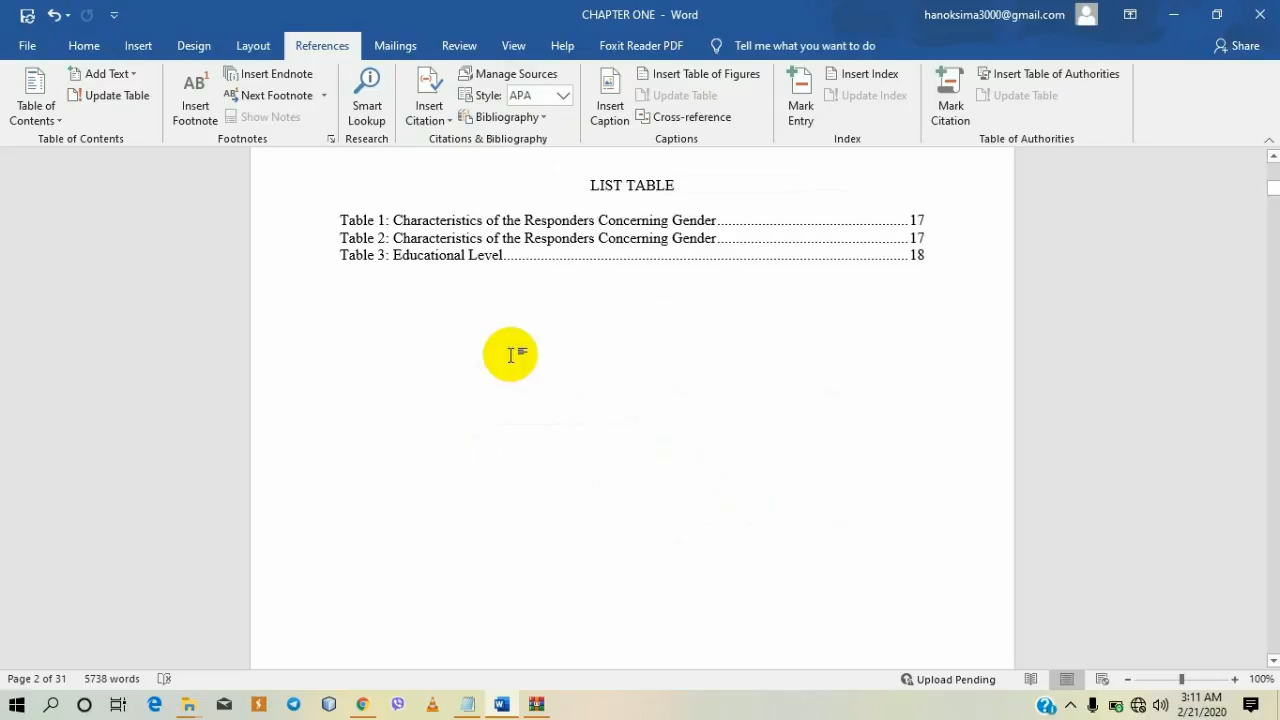 CHAPTER ONE - Word
hanoksima3000@gmail.com
File Home Insert Design Layout References Mailings Review View Help Foxit Reader PDF Tell me what you want to do Share
Table of Contents
Add Text
Update Table
Table of Contents
AB1
Insert Footnote
Insert Endnote
AB1 Next Footnote
Show Notes
Footnotes
Smart Lookup
Research
Insert Citation
Manage Sources
Style: APA
Bibliography
Citations & Bibliography
Insert Caption
Insert Table of Figures
Update Table
Cross-reference
Captions
Mark Entry
Insert Index
Update Index
Index
Mark Citation
Insert Table of Authorities
Update Table
Table of Authorities
LIST TABLE
Table 1: Characteristics of the Responders Concerning Gender 17
Table 2: Characteristics of the Responders Concerning Gender 17
Table 3: Educational Level 18
Page 2 of 31 5738 words Upload Pending 100%
3:11 AM
2/21/2020